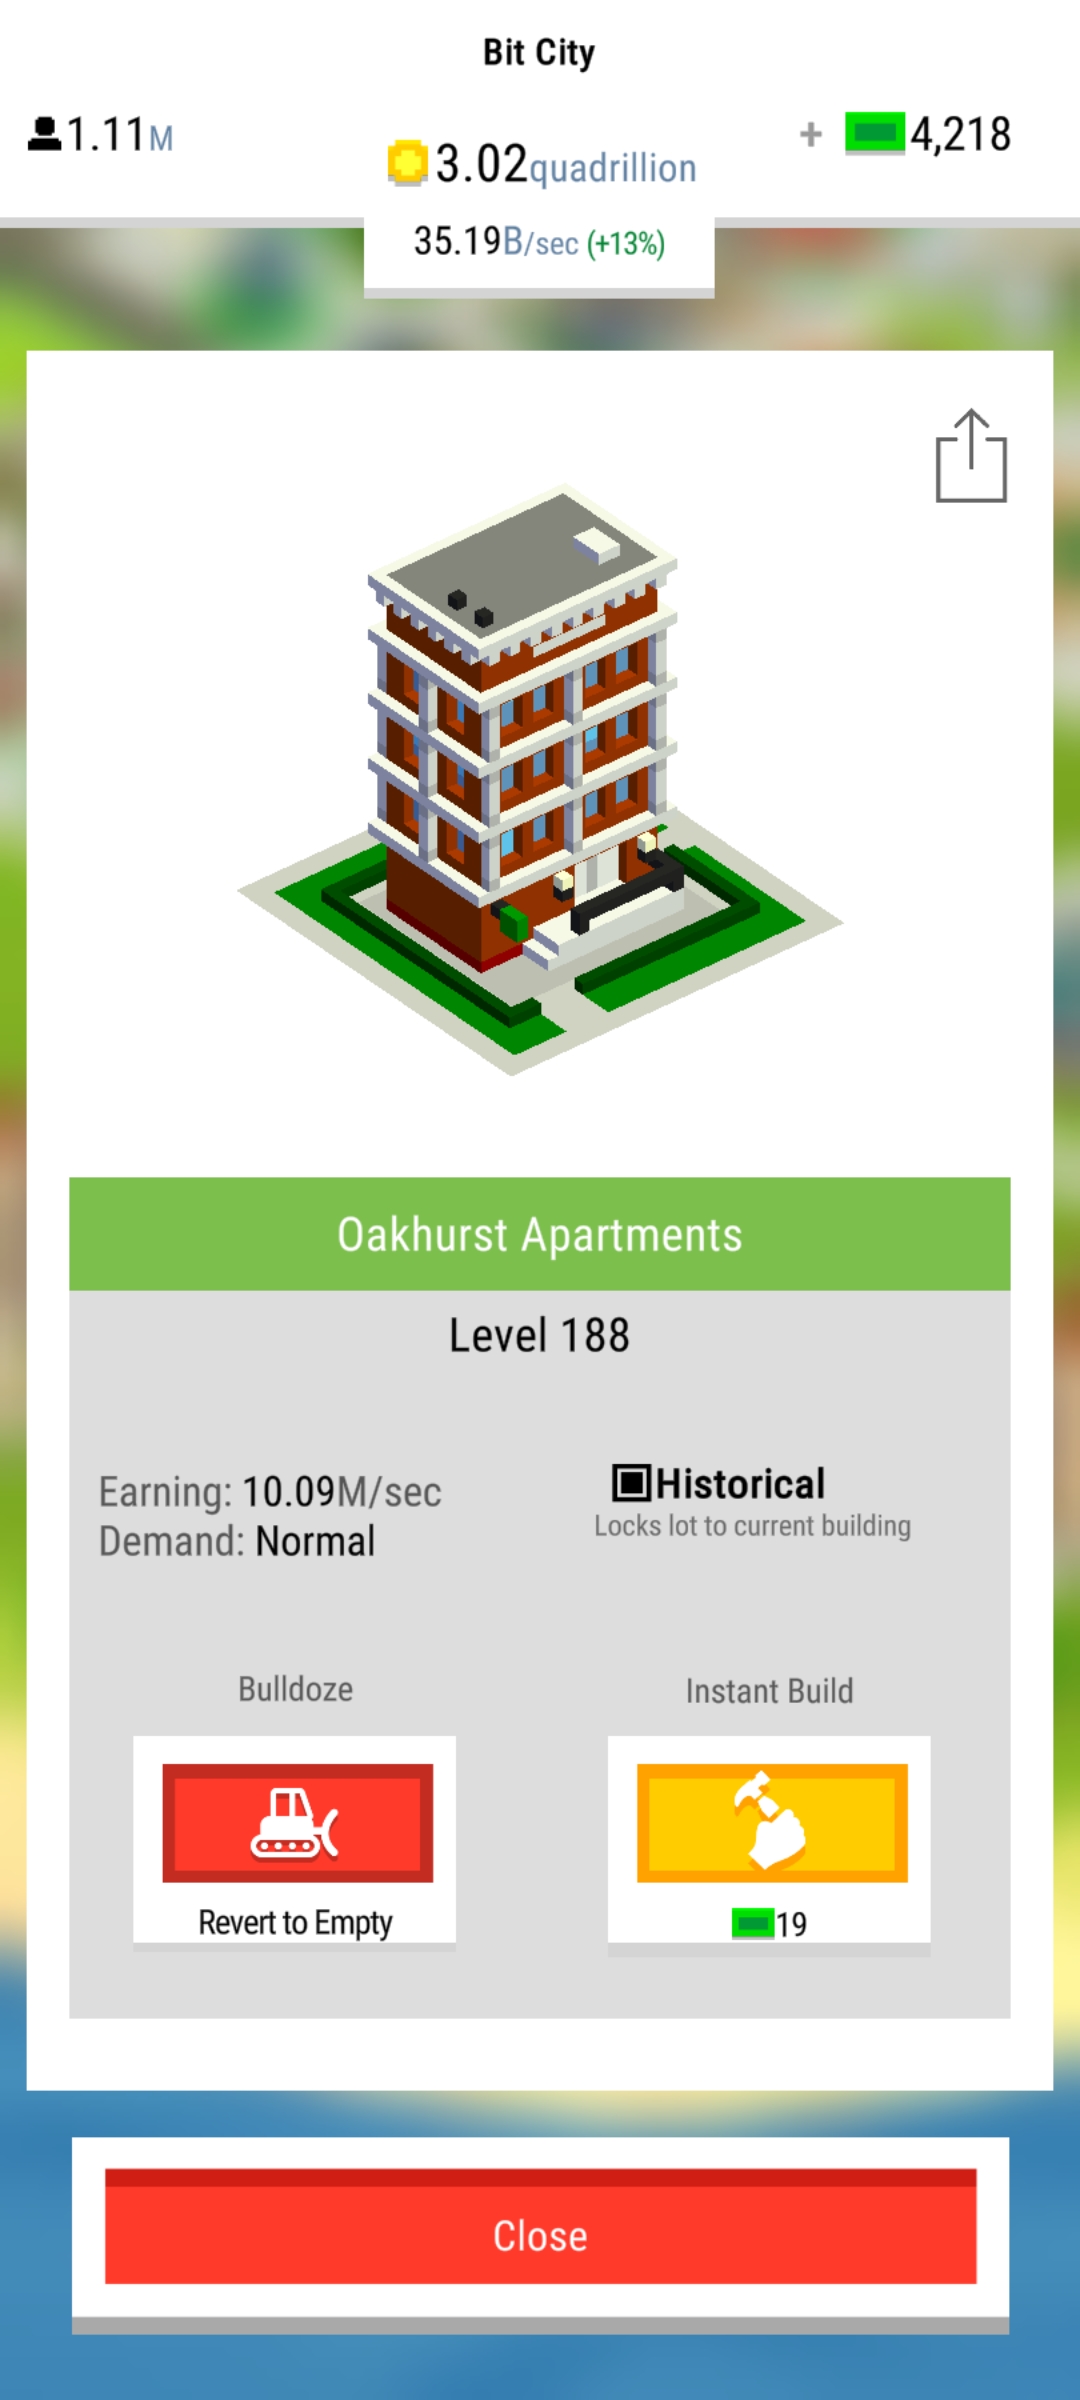 Bit City
1.11M
3.02quadrillion
+ 4,218
35.19B/sec (+13%)
Oakhurst Apartments
Level 188
Earning: 10.09M/sec
Demand: Normal
Historical
Locks lot to current building
Bulldoze
Instant Build
Revert to Empty
19
Close